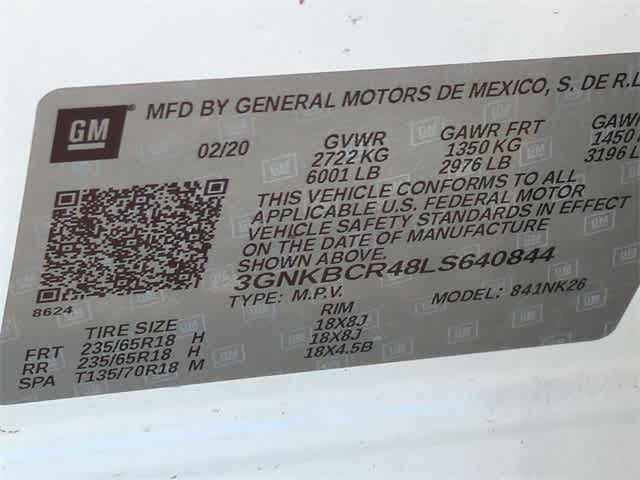 GM
MFD BY GENERAL MOTORS DE MEXICO, S. DE R.L
02/20 GVWR GAWR FRT GAW
2722 KG 1350 KG 1450
6001 LB 2976 LB 3196 L
THIS VEHICLE CONFORMS TO ALL
APPLICABLE U.S. FEDERAL MOTOR
VEHICLE SAFETY STANDARDS IN EFFECT
ON THE DATE OF MANUFACTURE
SHOWN ABOVE.
3GNKBCR48LS640844
8624 TYPE: M.P.V. MODEL: 841NK26
TIRE SIZE RIM
FRT 235/65R18 H 18X8J
RR 235/65R18 H 18X8J
SPA T135/70R18 M 18X4.5B